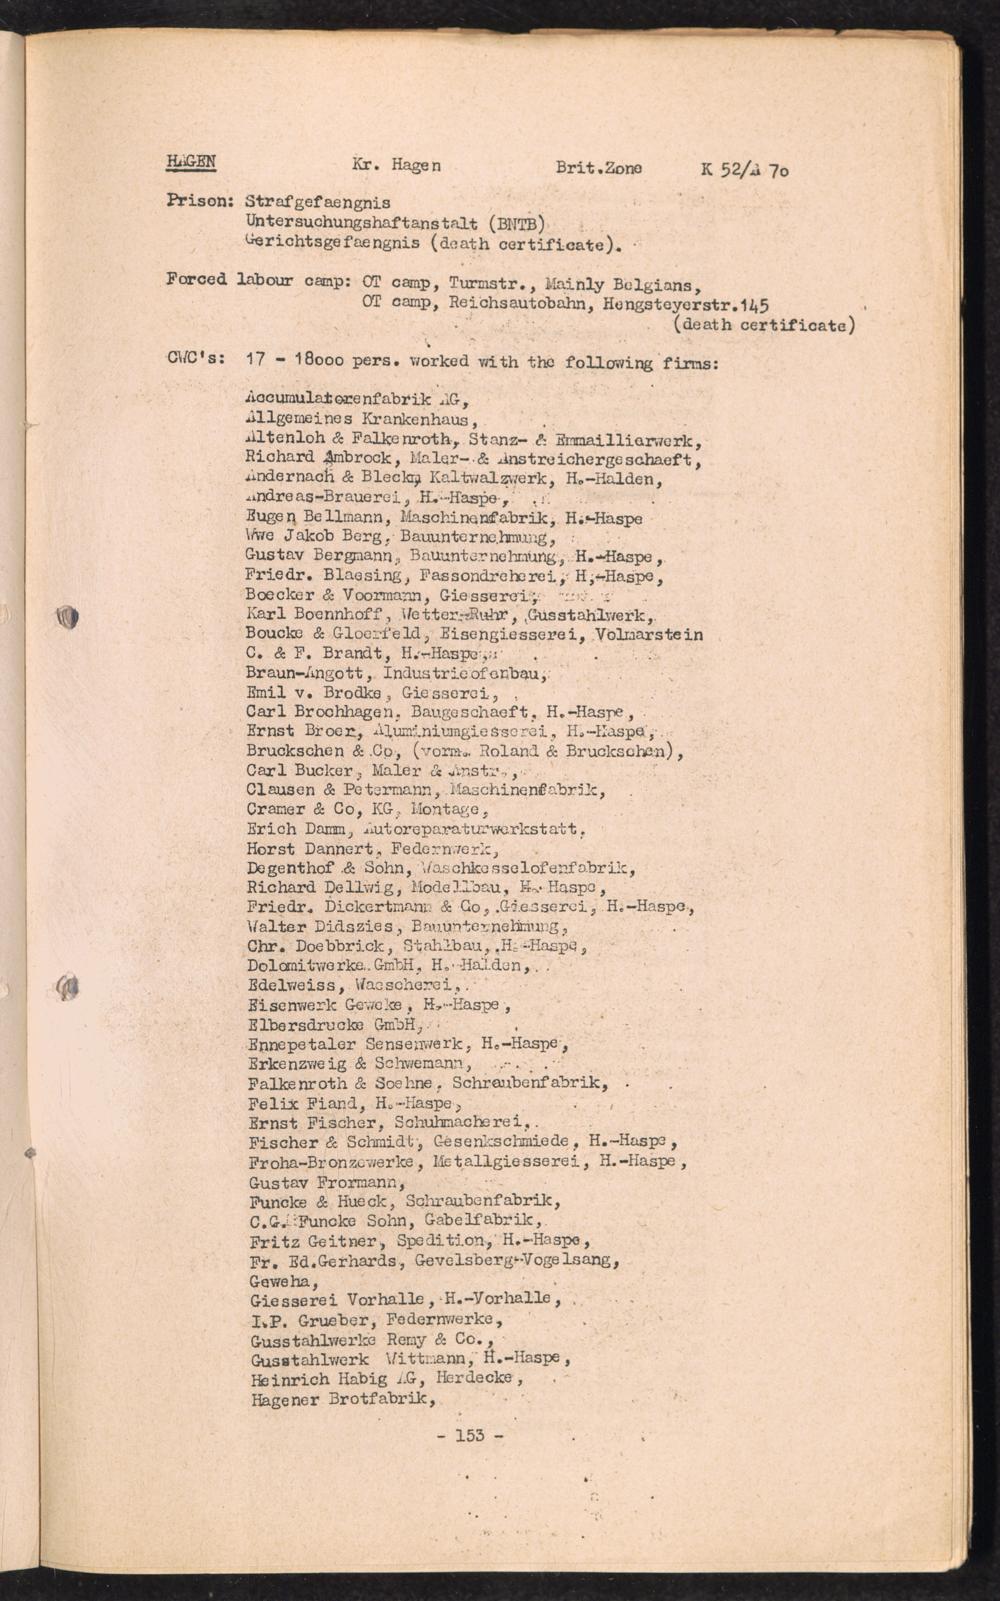 HAGEN Kr. Hagen Brit.Zone K 52/A 7o
Prison: Strafgefaengnis
Untersuchungshaftanstalt (BNTB)
Gerichtsgefaengnis (death certificate).
Forced labour camp: OT camp, Turmstr., Mainly Belgians,
OT camp, Reichsautobahn, Hengsteyerstr.145
(death certificate)
CWC's: 17 - 18ooo pers. worked with the following firms:
Accumulatorenfabrik AG,
Allgemeines Krankenhaus,
Altenloh & Falkenroth, Stanz- & Emmaillierwerk,
Richard Ambrock, Maler- & Anstreichergeschaeft,
Andernach & Bleck, Kaltwalzwerk, H.-Halden,
Andreas-Brauerei, H.-Haspe,
Eugen Bellmann, Maschinenfabrik, H.-Haspe
Wwe Jakob Berg, Bauunternehmung,
Gustav Bergmann, Bauunternehmung, H.-Haspe,
Friedr. Blaesing, Fassondreherei, H.-Haspe,
Boecker & Voormann, Giesserei,
Karl Boennhoff, Wetter-Ruhr, Gusstahlwerk,
Boucke & Gloerfeld, Eisengiesserei, Volmarstein
C. & F. Brandt, H.-Haspe,
Braun-Angott, Industrieofenbau,
Emil v. Brodke, Giesserei,
Carl Brochhagen, Baugeschaeft, H.-Haspe,
Ernst Broer, Aluminiumgiesserei, H.-Haspe,
Bruckschen & Co, (vorm. Roland & Bruckschen),
Carl Bucker, Maler & Anstr.,
Clausen & Petermann, Maschinenfabrik,
Cramer & Co, KG, Montage,
Erich Damm, Autoreparaturwerkstatt,
Horst Dannert, Federnwerk,
Degenthof & Sohn, Waschkesselofenfabrik,
Richard Dellwig, Modellbau, H.-Haspe,
Friedr. Dickertmann & Co, Giesserei, H.-Haspe,
Walter Didszies, Bauunternehmung,
Chr. Doebbrick, Stahlbau, H.-Haspe,
Dolomitwerke GmbH, H.-Halden,
Edelweiss, Waescherei,
Eisenwerk Geweke, H.-Haspe,
Elbersdrucke GmbH,
Ennepetaler Sensenwerk, H.-Haspe,
Erkenzweig & Schwemann,
Falkenroth & Soehne, Schraubenfabrik,
Felix Fiand, H.-Haspe,
Ernst Fischer, Schuhmacherei,
Fischer & Schmidt, Gesenkschmiede, H.-Haspe,
Froha-Bronzewerke, Metallgiesserei, H.-Haspe,
Gustav Frormann,
Funcke & Hueck, Schraubenfabrik,
C.G. Funcke Sohn, Gabelfabrik,
Fritz Geitner, Spedition, H.-Haspe,
Fr. Ed.Gerhards, Gevelsberg-Vogelsang,
Geweha,
Giesserei Vorhalle, H.-Vorhalle,
I.P. Grueber, Federnwerke,
Gusstahlwerke Remy & Co.,
Gusstahlwerk Wittmann, H.-Haspe,
Heinrich Habig AG, Herdecke,
Hagener Brotfabrik,
- 153 -